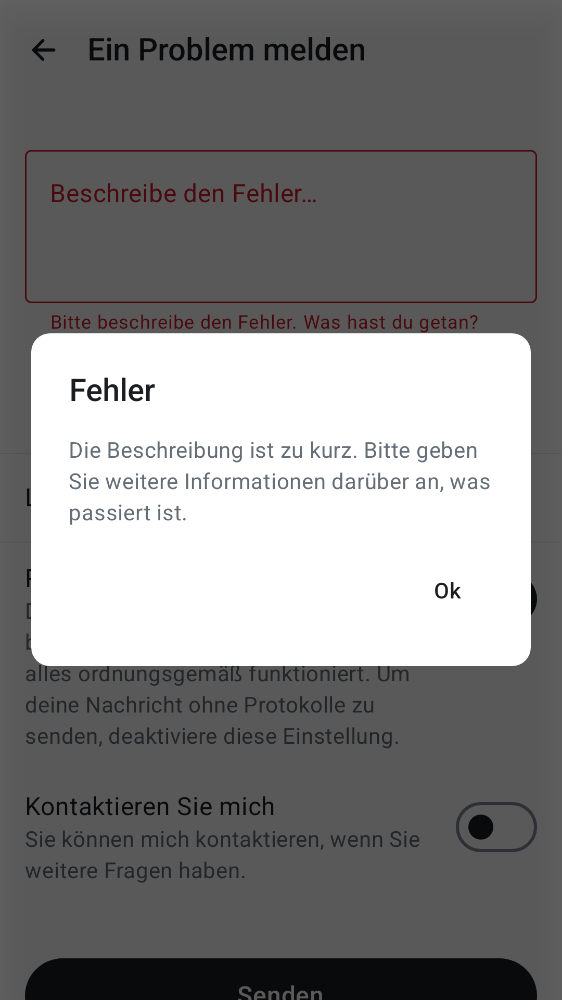 Ein Problem melden
Beschreibe den Fehler...
Bitte beschreibe den Fehler. Was hast du getan?
Fehler
Die Beschreibung ist zu kurz. Bitte geben
Sie weitere Informationen darüber an, was
passiert ist.
Ok
alles ordnungsgemäß funktioniert. Um
deine Nachricht ohne Protokolle zu
senden, deaktiviere diese Einstellung.
Kontaktieren Sie mich
Sie können mich kontaktieren, wenn Sie
weitere Fragen haben.
Senden